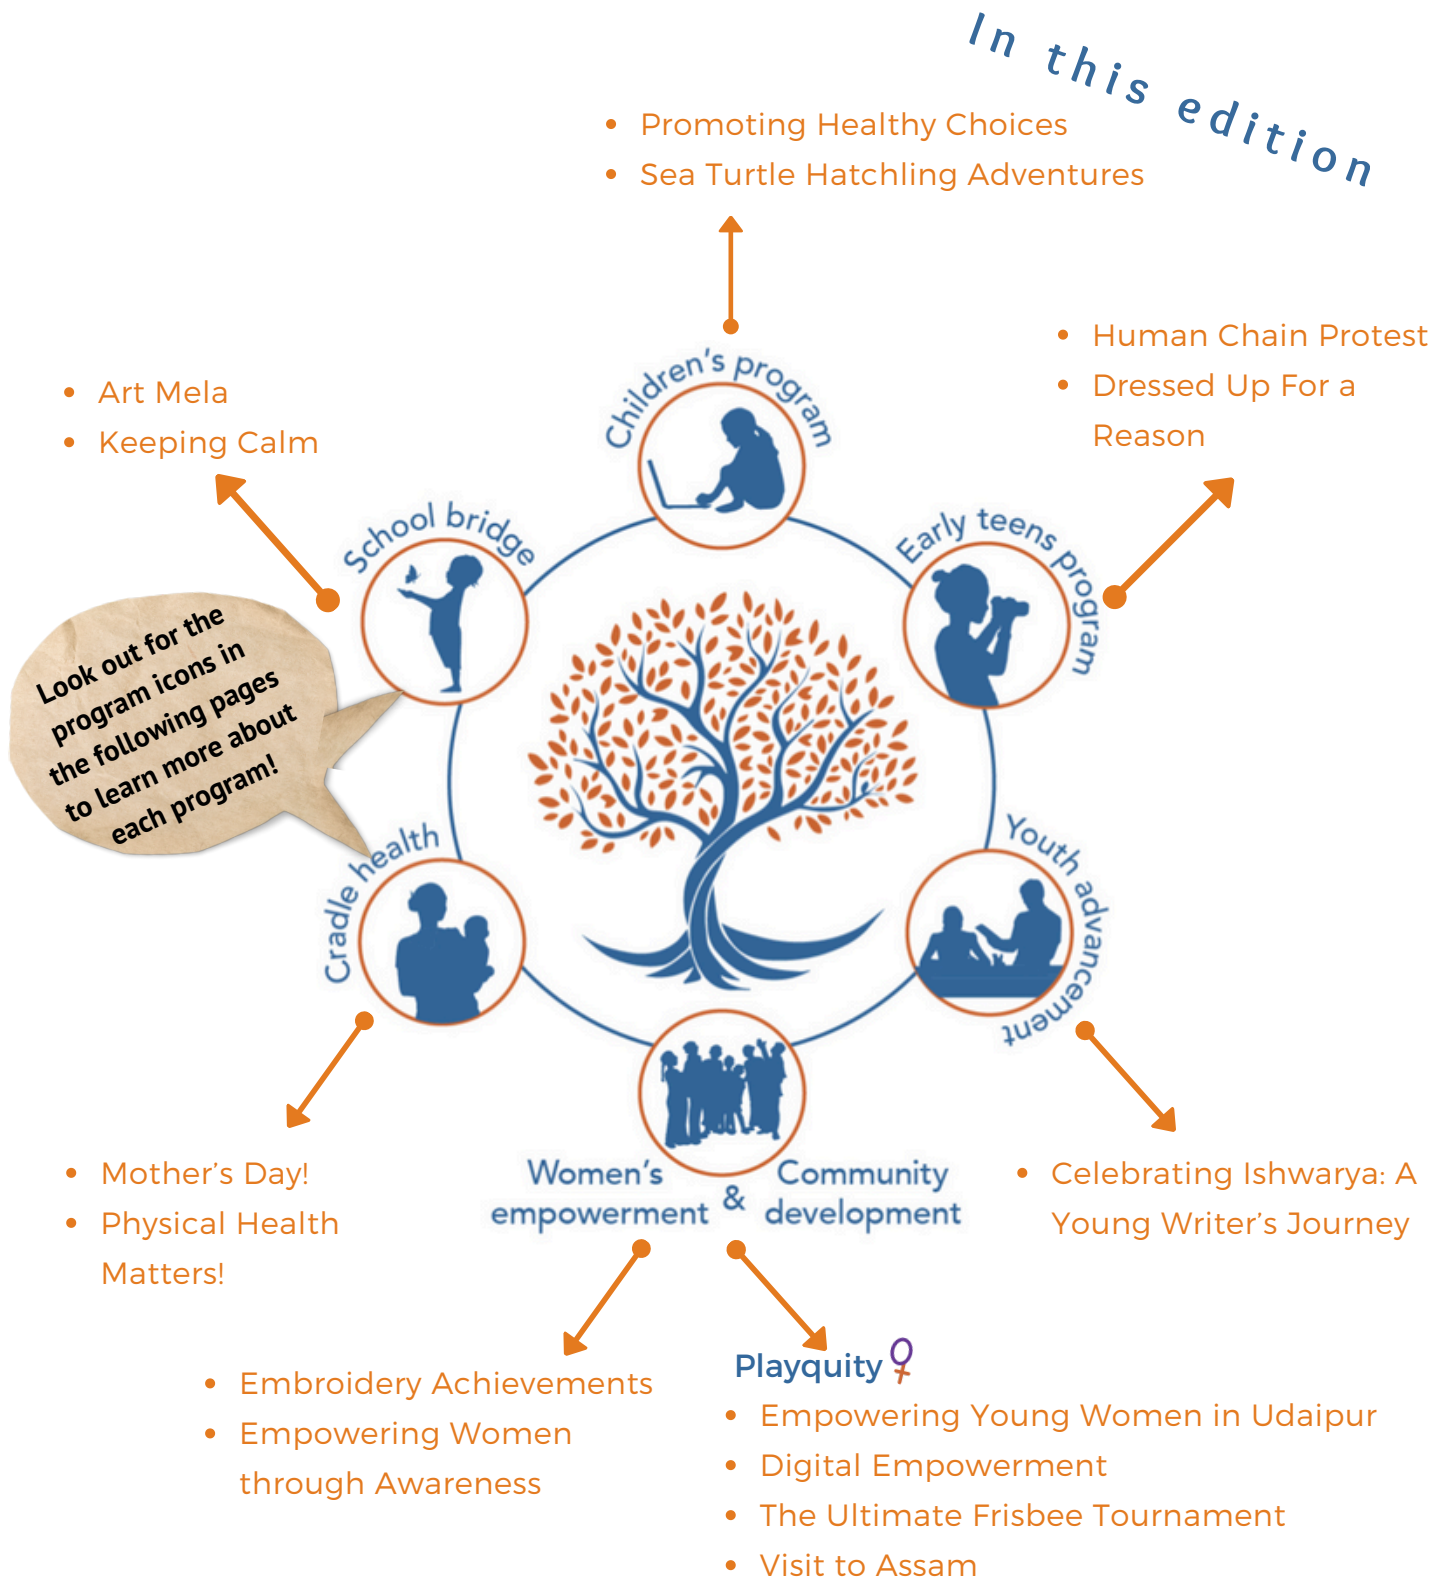 In this edition
• Promoting Healthy Choices
• Sea Turtle Hatchling Adventures
• Human Chain Protest
• Dressed Up For a
Reason
• Art Mela
• Keeping Calm
Children's program
School bridge
Early teens program
Look out for the
program icons in
the following pages
to learn more about
each program!
Cradle health
Youth advancement
Women's
empowerment
&
Community
development
• Mother's Day!
• Physical Health
Matters!
• Celebrating Ishwarya: A
Young Writer's Journey
• Embroidery Achievements
• Empowering Women
through Awareness
Playquity
• Empowering Young Women in Udaipur
• Digital Empowerment
• The Ultimate Frisbee Tournament
• Visit to Assam